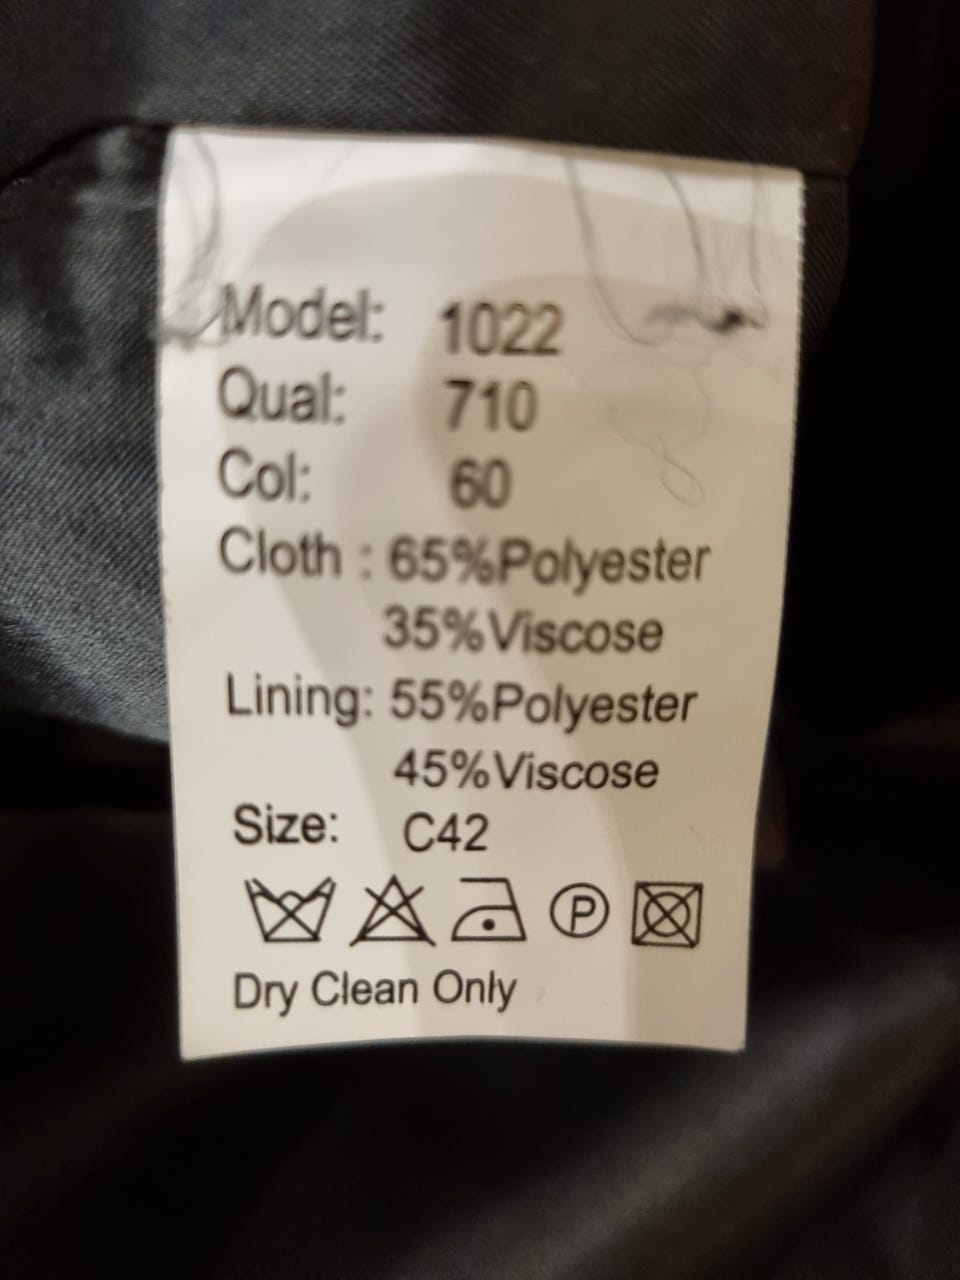 Model: 1022
Qual: 710
Col: 60
Cloth : 65%Polyester
35%Viscose
Lining: 55%Polyester
45%Viscose
Size: C42
P
Dry Clean Only